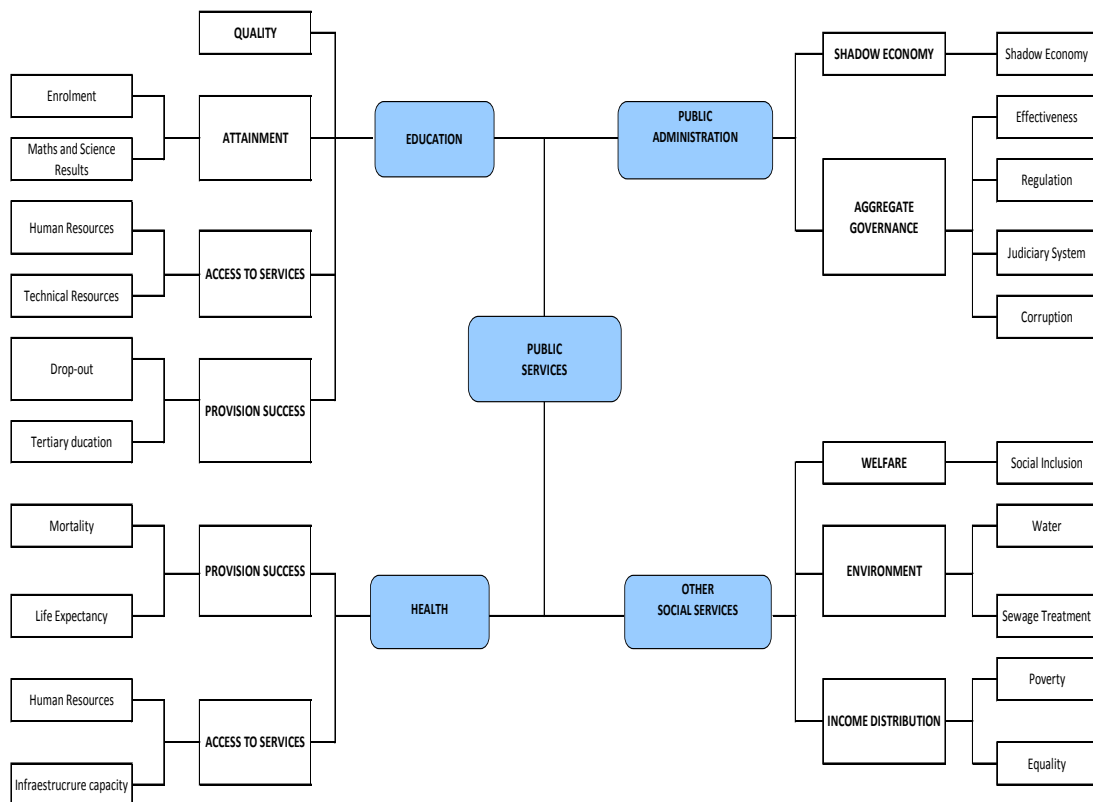 QUALITY
Enrolment
ATTAINMENT
Maths and Science
Results
Human Resources
ACCESS TO SERVICES
Technical Resources
Drop-out
PROVISION SUCCESS
Tertiary ducation
EDUCATION
PUBLIC
ADMINISTRATION
SHADOW ECONOMY
Shadow Economy
Effectiveness
Regulation
AGGREGATE
GOVERNANCE
Judiciary System
Corruption
PUBLIC
SERVICES
Mortality
PROVISION SUCCESS
Life Expectancy
HEALTH
Human Resources
ACCESS TO SERVICES
Infraestrucrure capacity
OTHER
SOCIAL SERVICES
WELFARE
Social Inclusion
Water
ENVIRONMENT
Sewage Treatment
Poverty
INCOME DISTRIBUTION
Equality